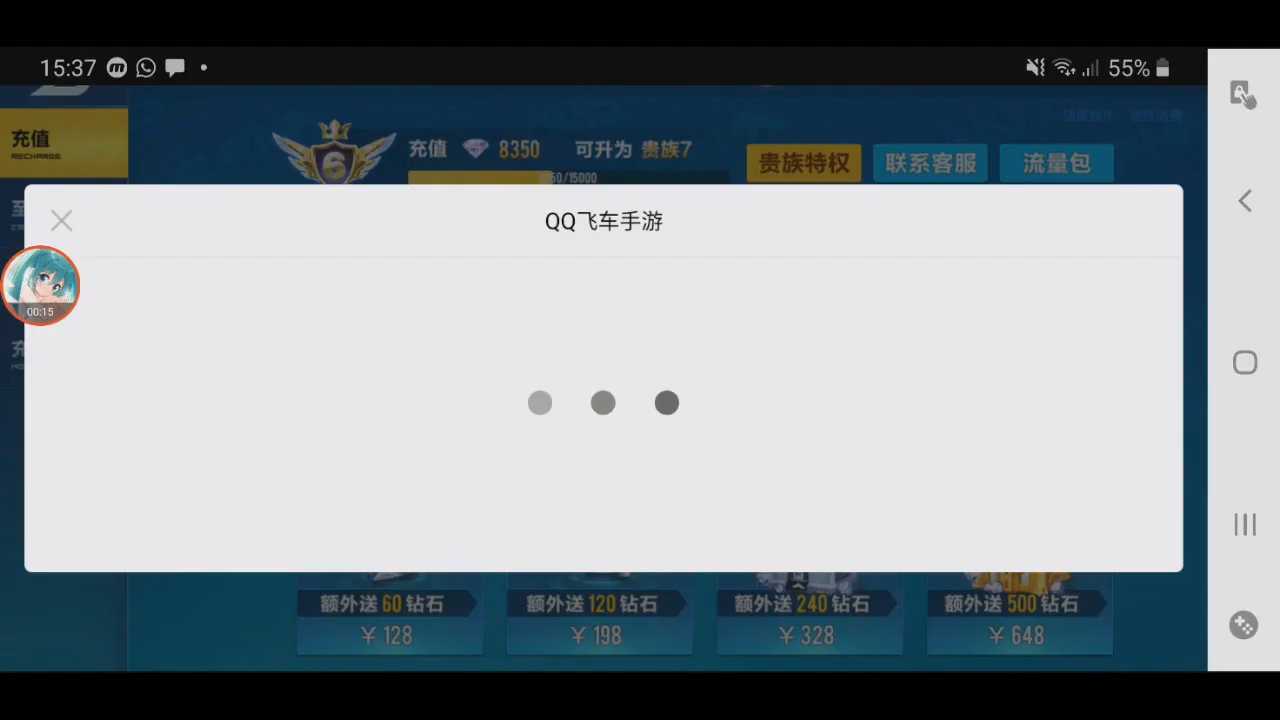 15:37
55%
充值
RECHARGE
充值 8350 可升为 贵族7
6
50/15000
贵族特权
联系客服
流量包
QQ飞车手游
00:15
额外送 60 钻石
¥ 128
额外送 120 钻石
¥ 198
额外送 240 钻石
¥ 328
额外送 500 钻石
¥ 648